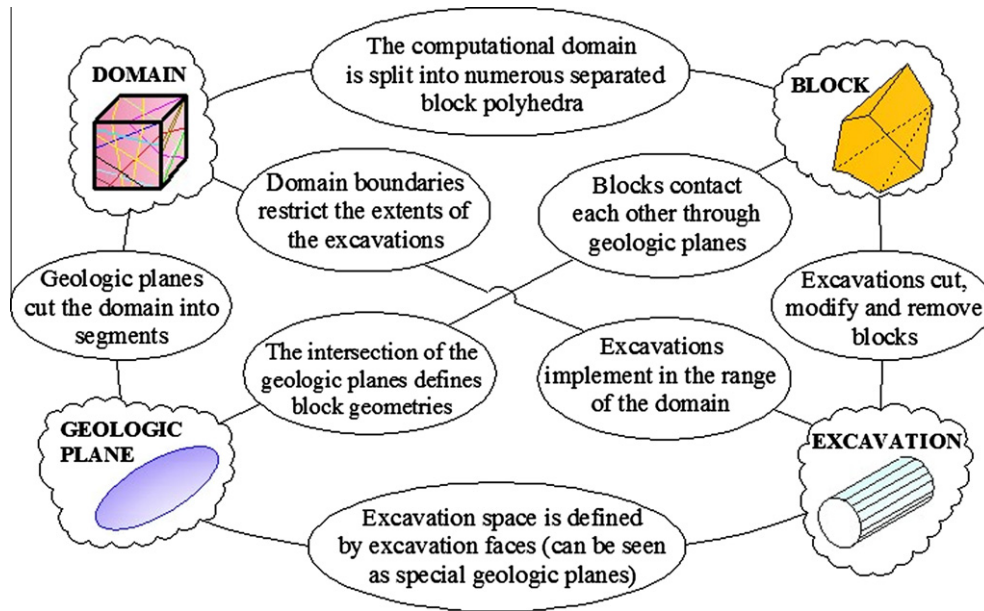 The computational domain
is split into numerous separated
block polyhedra
DOMAIN
BLOCK
Domain boundaries
restrict the extents of
the excavations
Blocks contact
each other through
geologic planes
Geologic planes
cut the domain into
segments
Excavations cut,
modify and remove
blocks
The intersection of the
geologic planes defines
block geometries
Excavations
implement in the range
of the domain
GEOLOGIC
PLANE
EXCAVATION
Excavation space is defined
by excavation faces (can be seen
as special geologic planes)